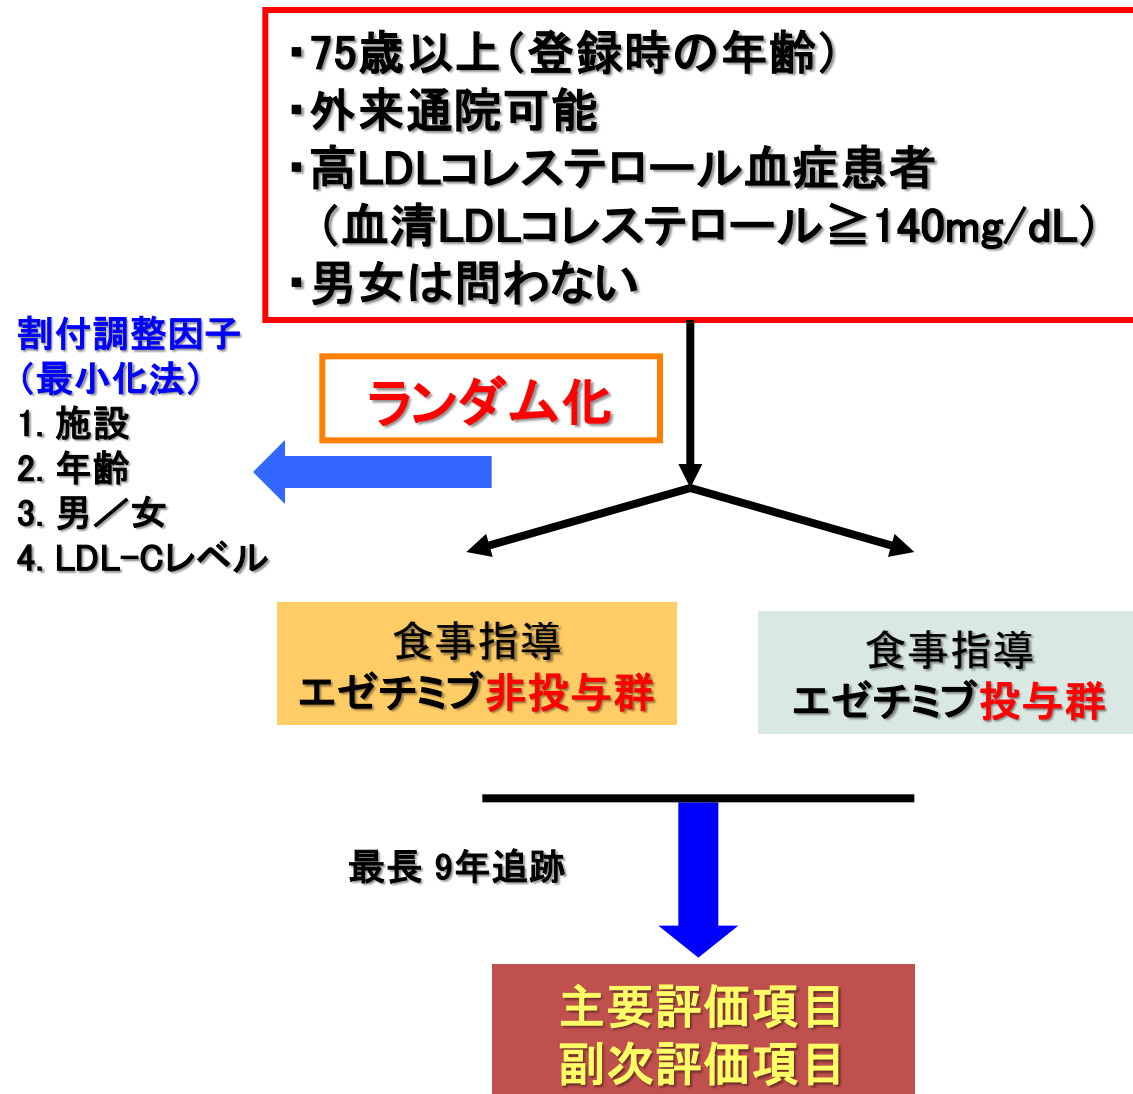 ・75歳以上（登録時の年齢）
・外来通院可能
・高LDLコレステロール血症患者
（血清LDLコレステロール≧140mg/dL）
・男女は問わない
割付調整因子
（最小化法）
1. 施設
2. 年齢
3. 男／女
4. LDL-Cレベル
ランダム化
食事指導
エゼチミブ非投与群
食事指導
エゼチミブ投与群
最長 9年追跡
主要評価項目
副次評価項目